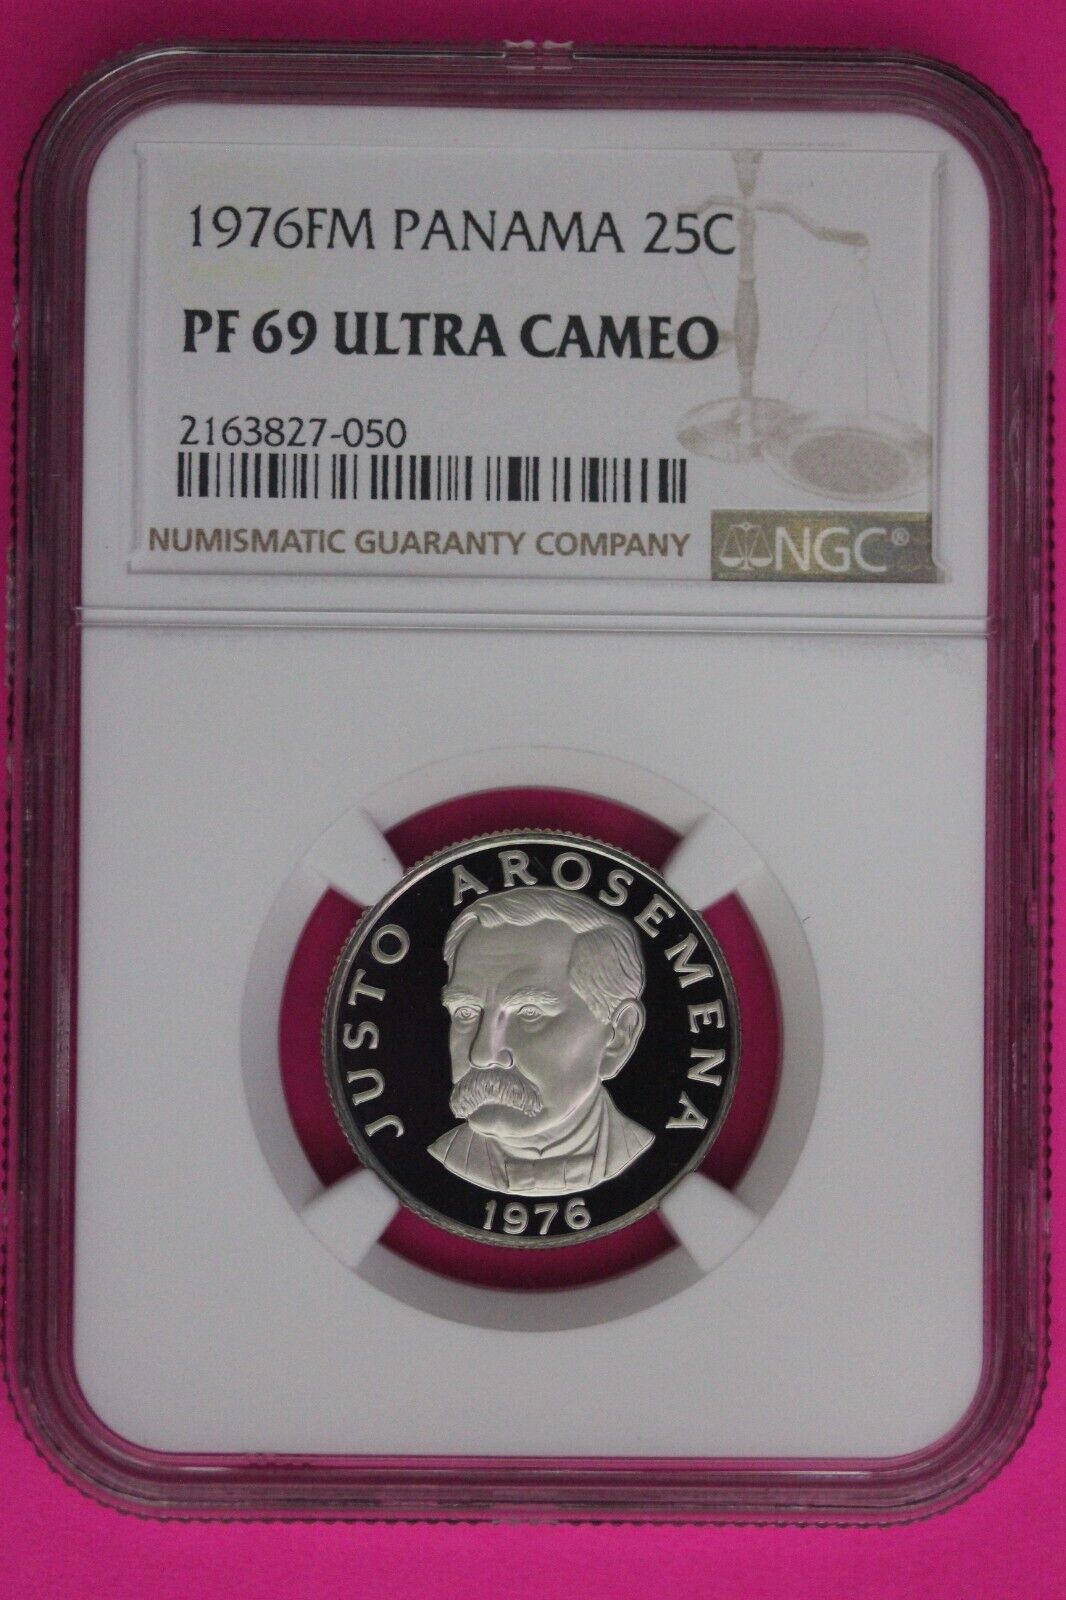 1976FM PANAMA 25C
PF 69 ULTRA CAMEO
2163827-050
NUMISMATIC GUARANTY COMPANY
NGC®
JUSTO AROSEMENA
1976